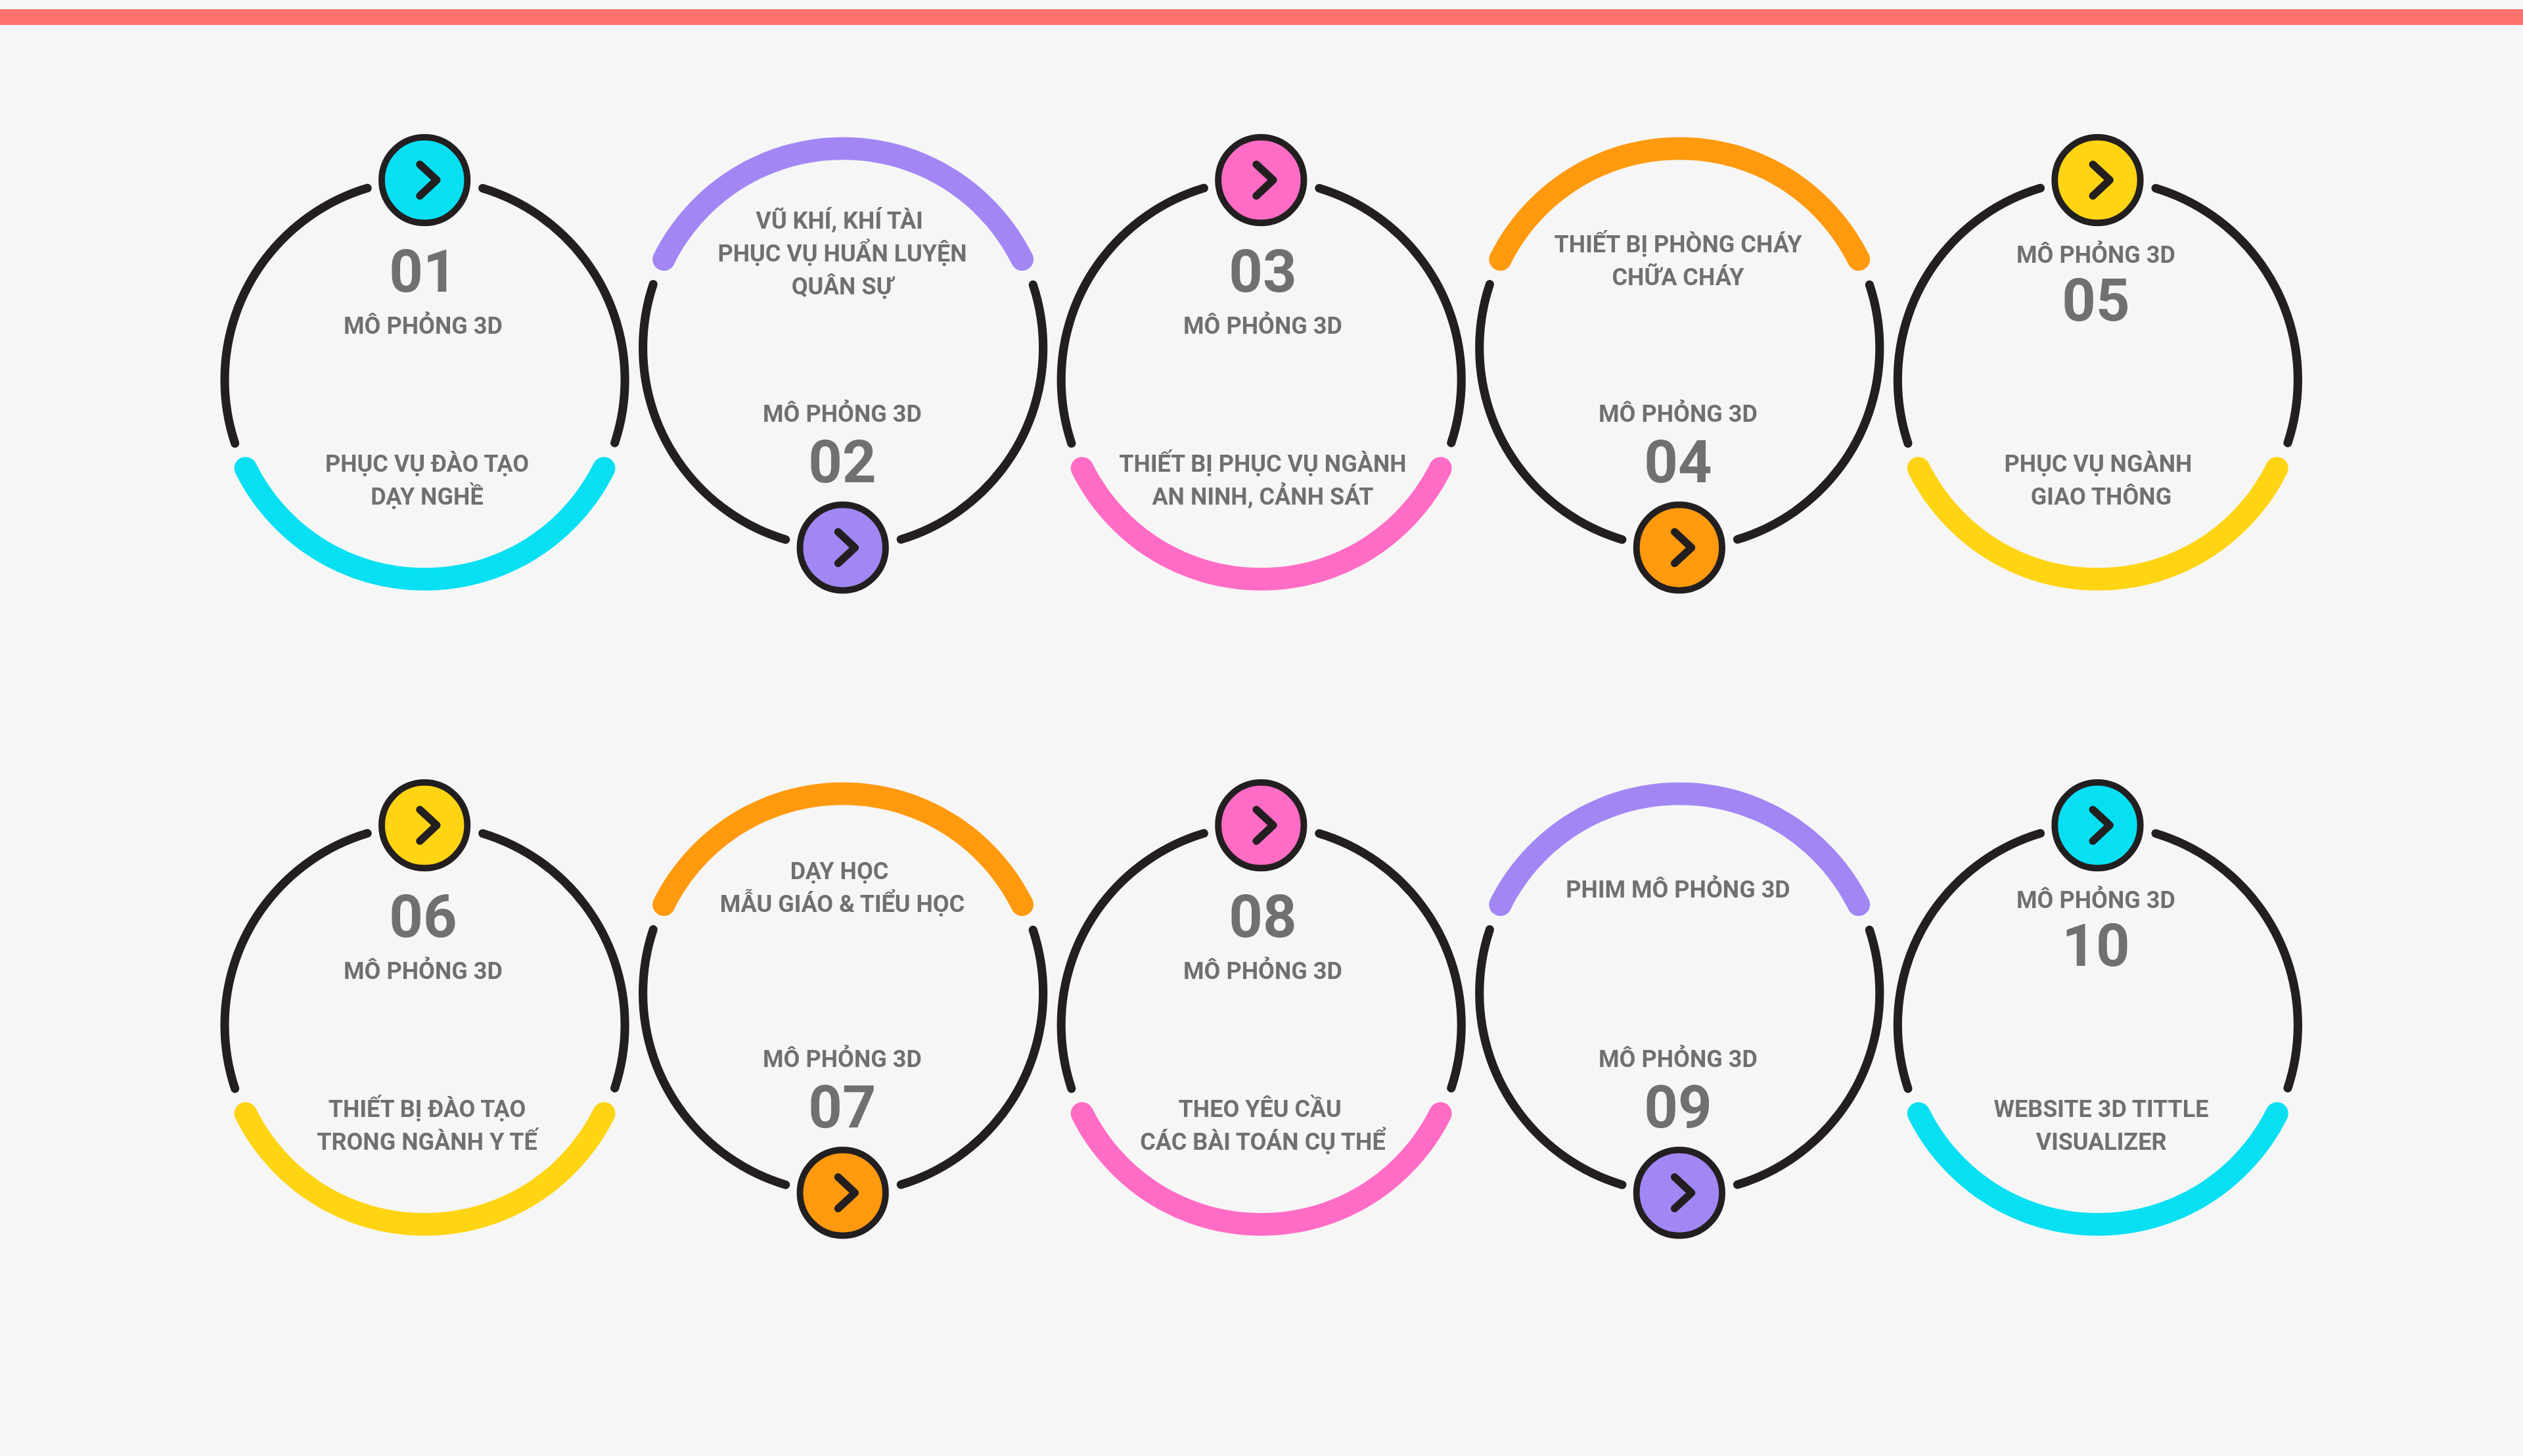 01
MÔ PHỎNG 3D
PHỤC VỤ ĐÀO TẠO
DẠY NGHỀ
VŨ KHÍ, KHÍ TÀI
PHỤC VỤ HUẤN LUYỆN
QUÂN SỰ
MÔ PHỎNG 3D
02
03
MÔ PHỎNG 3D
THIẾT BỊ PHỤC VỤ NGÀNH
AN NINH, CẢNH SÁT
THIẾT BỊ PHÒNG CHÁY
CHỮA CHÁY
MÔ PHỎNG 3D
04
MÔ PHỎNG 3D
05
PHỤC VỤ NGÀNH
GIAO THÔNG
06
MÔ PHỎNG 3D
THIẾT BỊ ĐÀO TẠO
TRONG NGÀNH Y TẾ
DẠY HỌC
MẪU GIÁO & TIỂU HỌC
MÔ PHỎNG 3D
07
08
MÔ PHỎNG 3D
THEO YÊU CẦU
CÁC BÀI TOÁN CỤ THỂ
PHIM MÔ PHỎNG 3D
MÔ PHỎNG 3D
09
MÔ PHỎNG 3D
10
WEBSITE 3D TITTLE
VISUALIZER